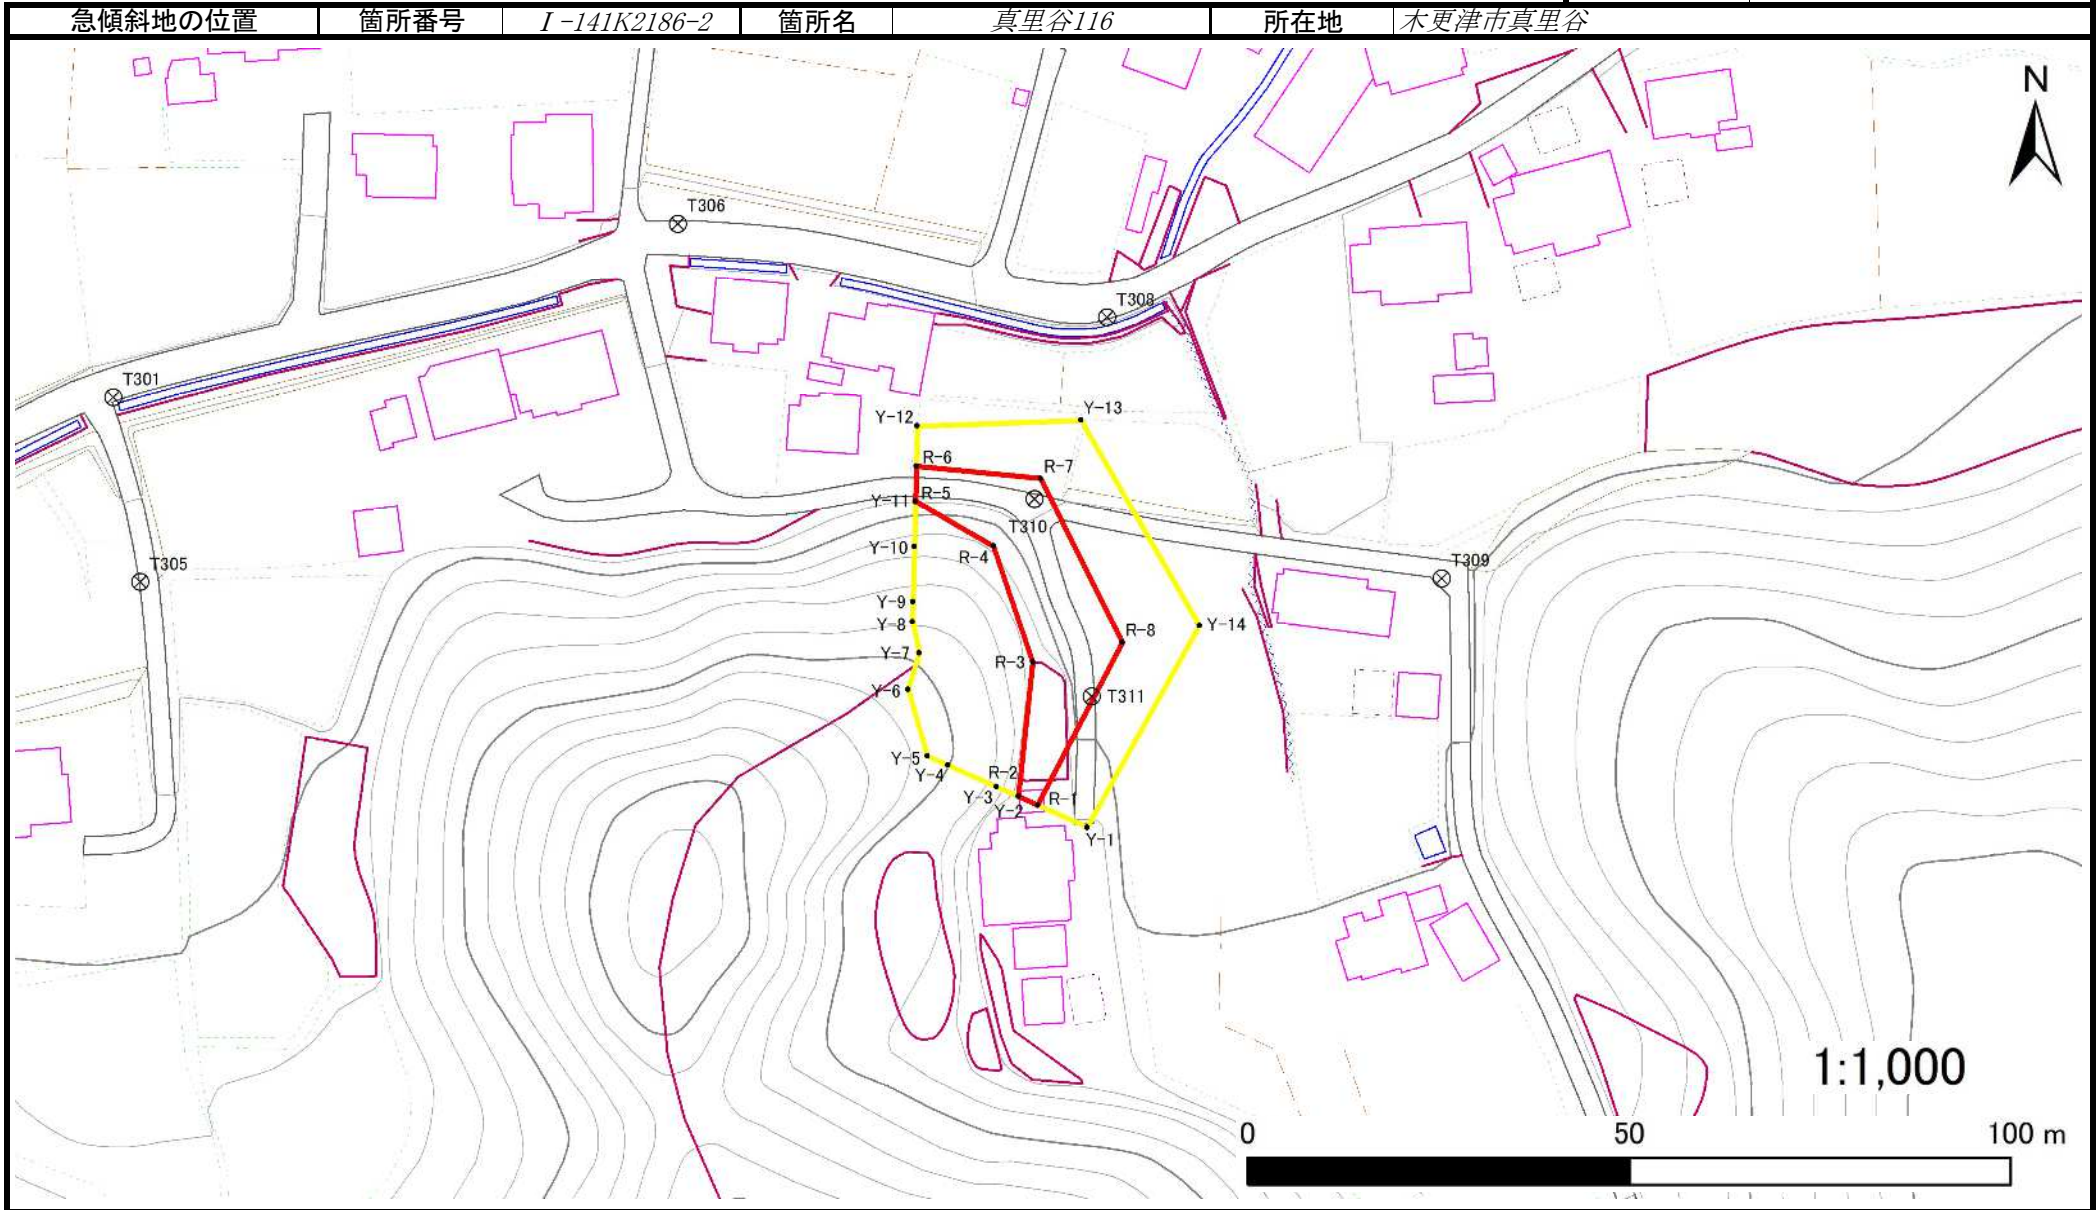 急傾斜地の位置 箇所番号 Ⅰ-141K2186-2 箇所名 真里谷116 所在地 木更津市真里谷
N
T306
T308
T301
Y-12
Y-13
R-6
R-7
Y-11
R-5
T310
Y-10
R-4
T309
T305
Y-9
Y-8
Y-14
R-8
Y-7
R-3
Y-6
T311
Y-5
Y-4
R-2
Y-3
R-1
Y-2
Y-1
1:1,000
0 50 100 m